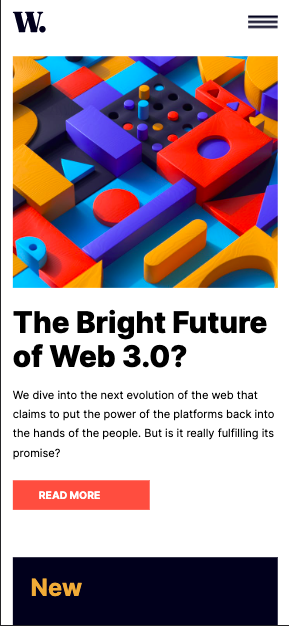 W.
The Bright Future
of Web 3.0?
We dive into the next evolution of the web that
claims to put the power of the platforms back into
the hands of the people. But is it really fulfilling its
promise?
READ MORE
New